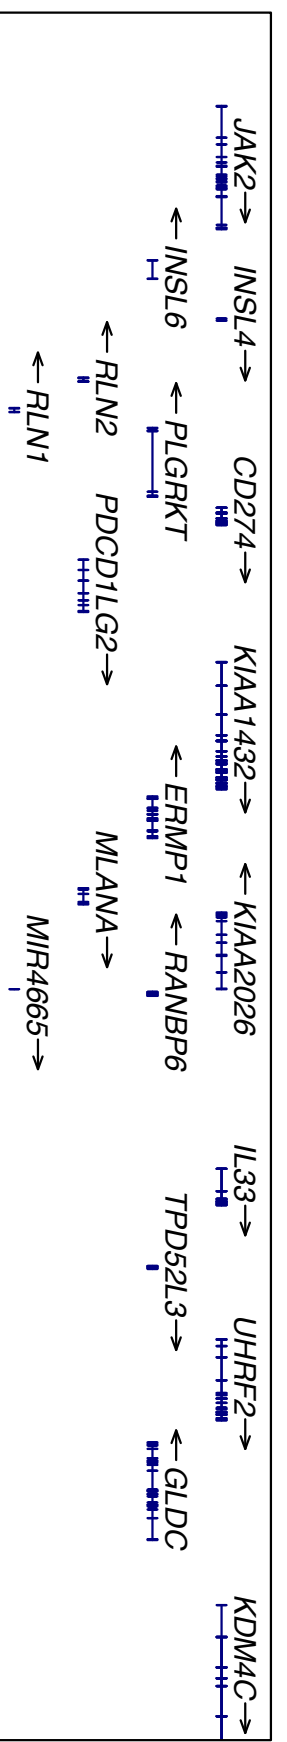 JAK2→ INSL4→ CD274→ KIAA1432→ ←KIAA2026 IL33→ UHRF2→ KDM4C→
←INSL6 ←PLGRKT ←ERMP1 ←RANBP6 TPD52L3→ ←GLDC
←RLN2 PDCD1LG2→ MLANA→
←RLN1 MIR4665→